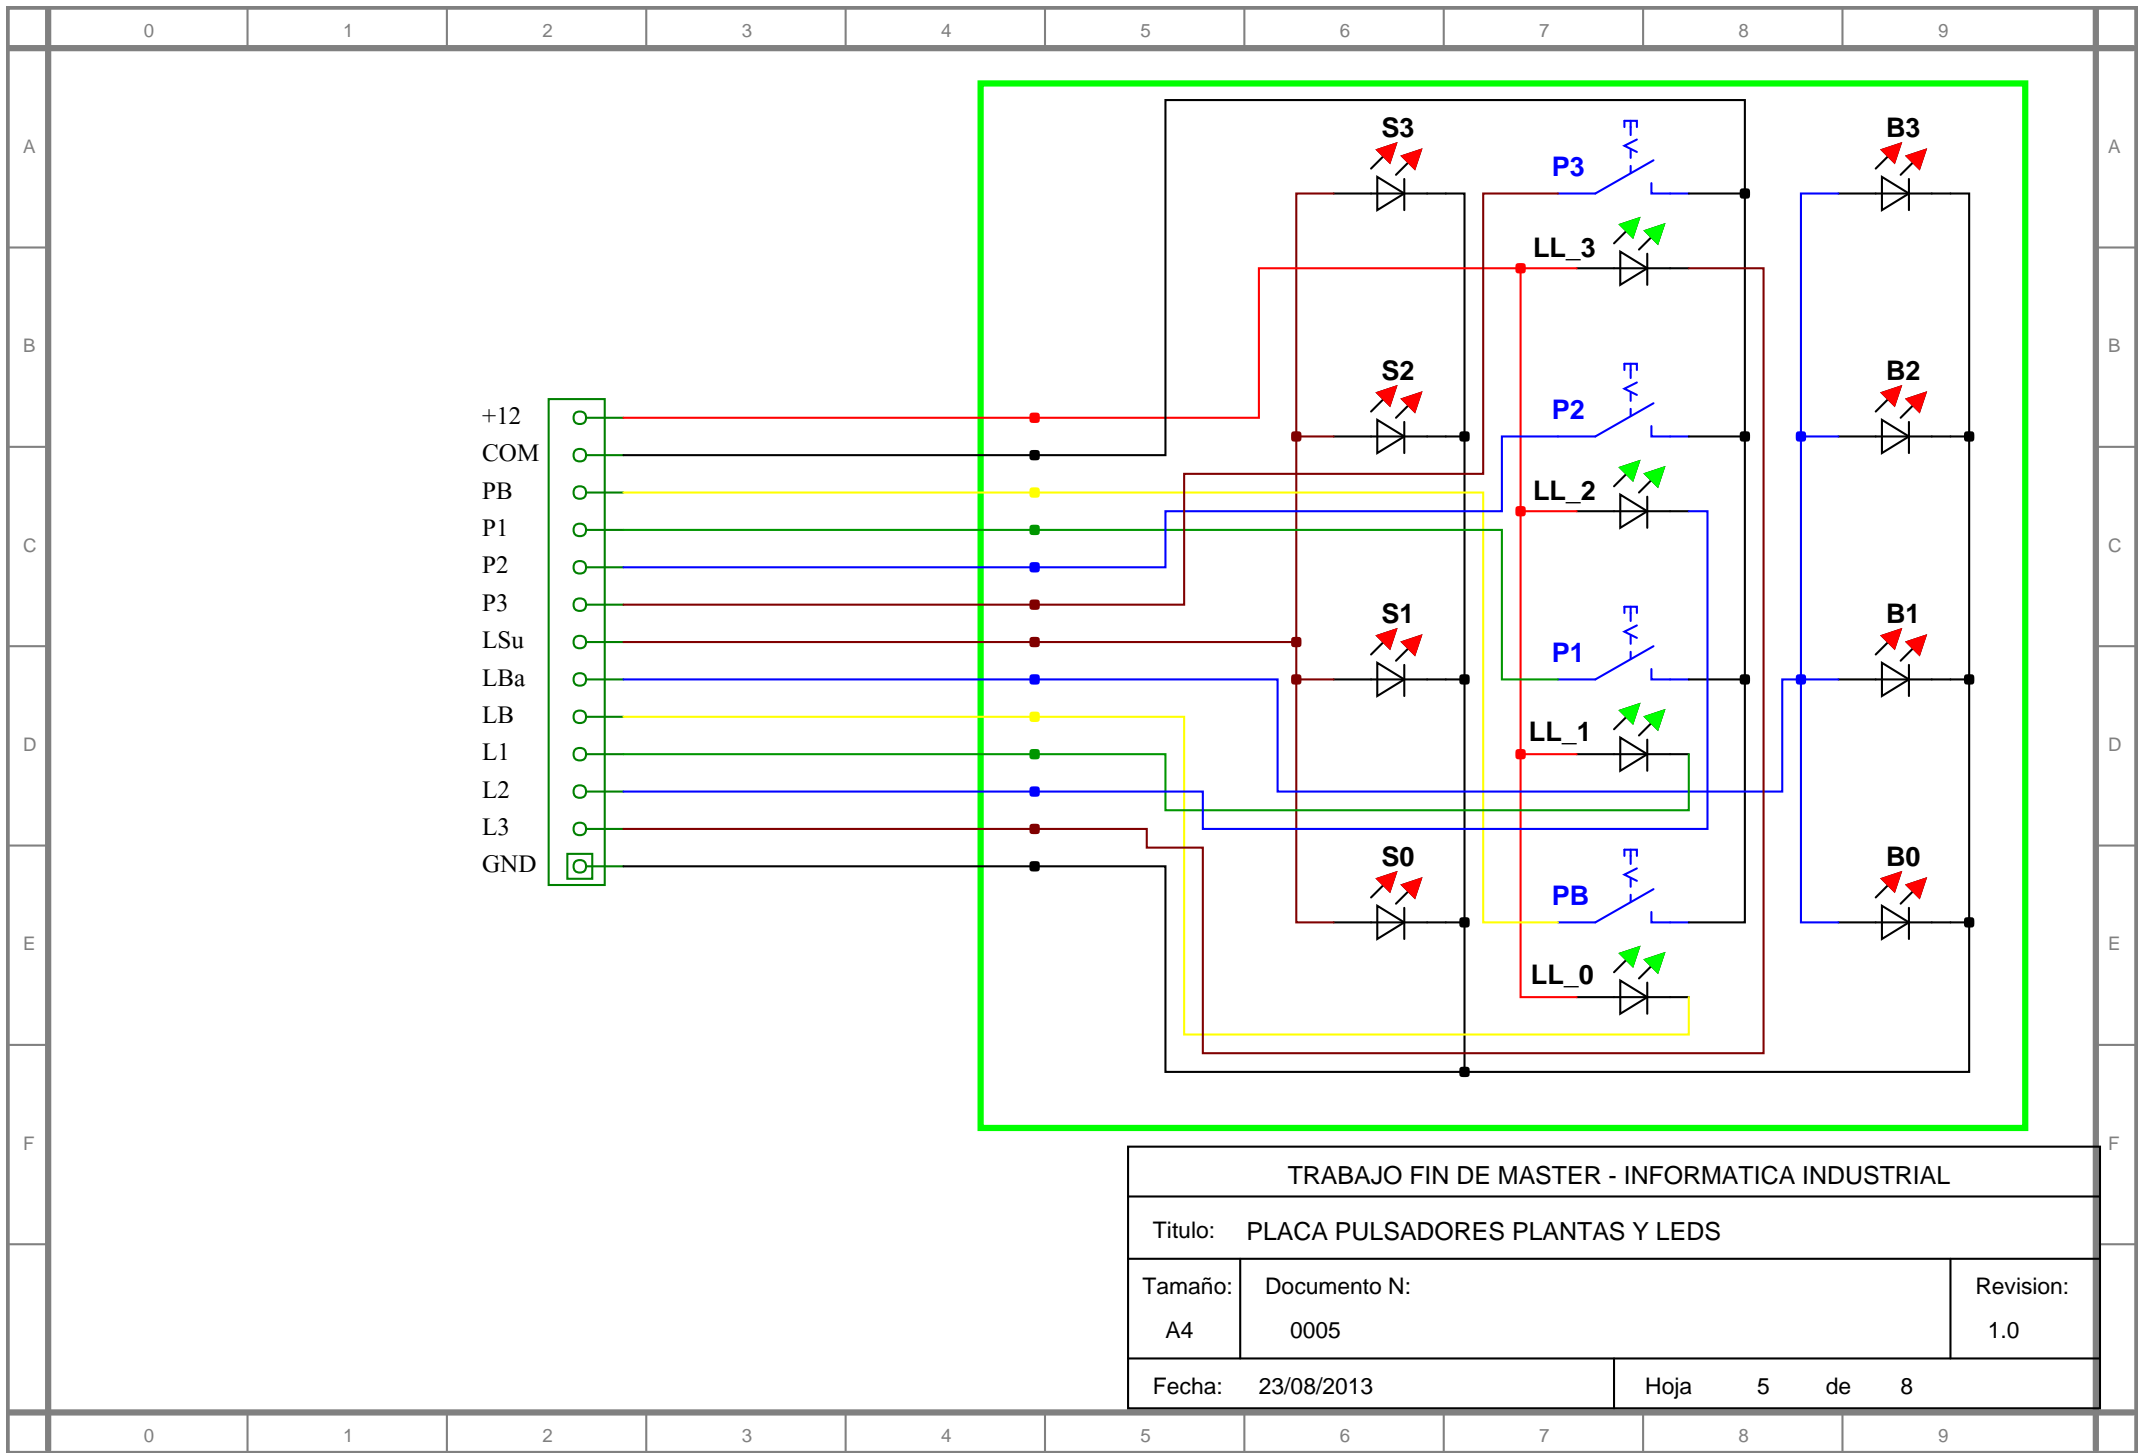 0 1 2 3 4 5 6 7 8 9
A A
B B
C C
D D
E E
F F
S3
B3
P3
LL_3
S2
B2
P2
LL_2
S1
B1
P1
LL_1
S0
B0
PB
LL_0
+12
COM
PB
P1
P2
P3
LSu
LBa
LB
L1
L2
L3
GND
TRABAJO FIN DE MASTER - INFORMATICA INDUSTRIAL
Titulo: PLACA PULSADORES PLANTAS Y LEDS
Tamaño: Documento N: Revision:
A4 0005 1.0
Fecha: 23/08/2013 Hoja 5 de 8
0 1 2 3 4 5 6 7 8 9